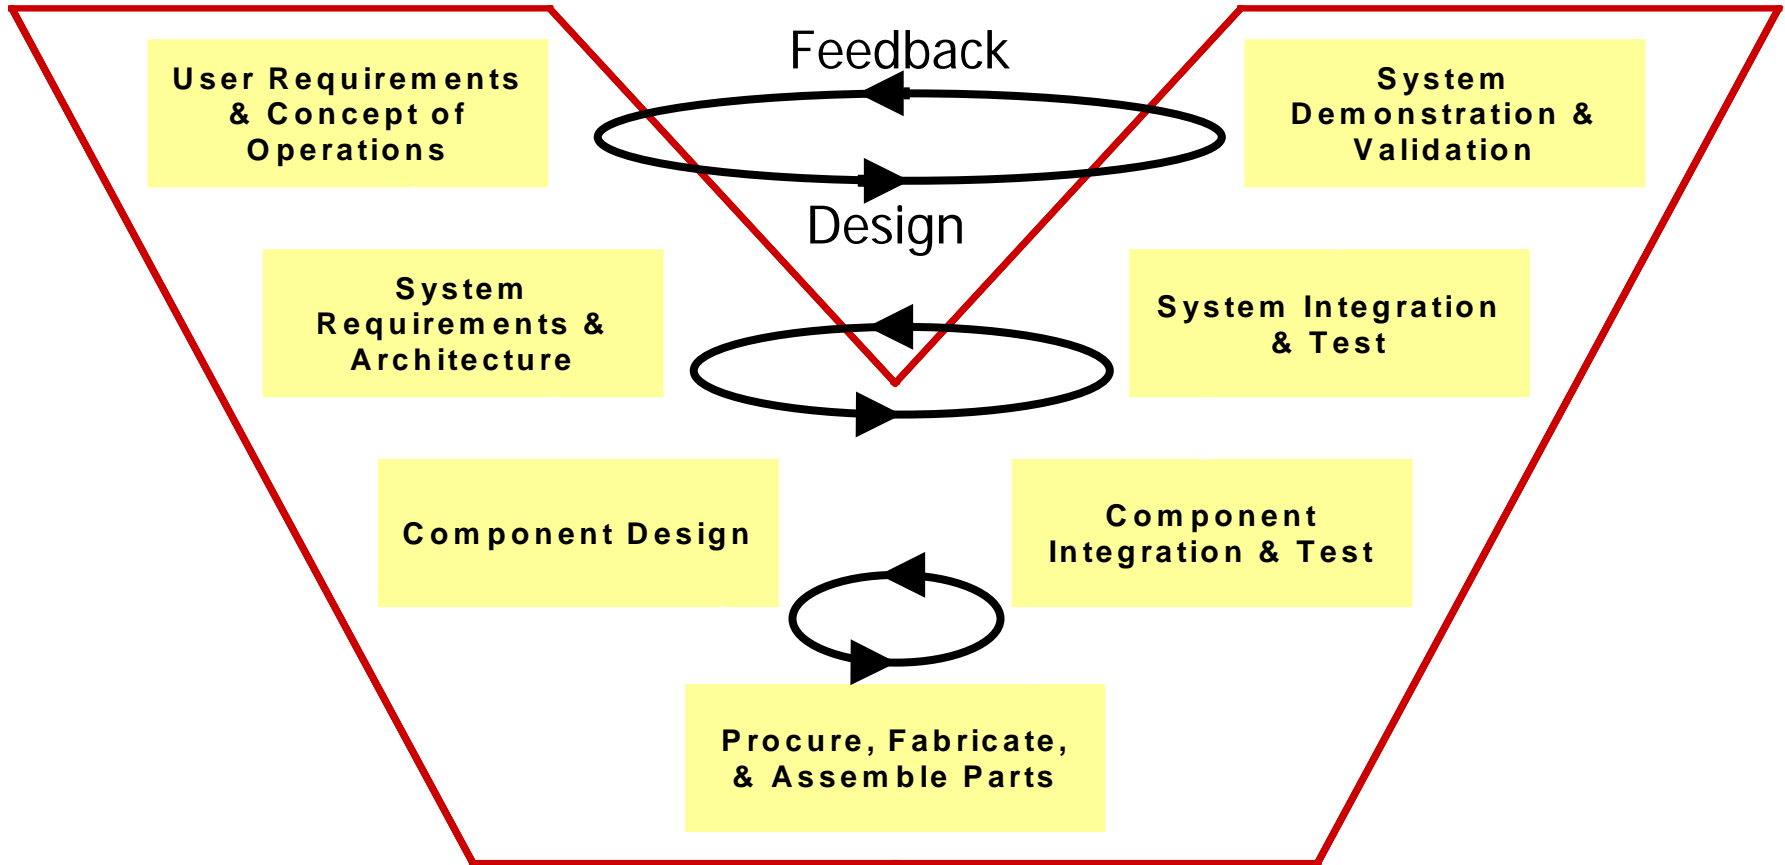 User Requirements
& Concept of
Operations
Feedback
Design
System
Demonstration &
Validation
System
Requirements &
Architecture
System Integration
& Test
Component Design
Component
Integration & Test
Procure, Fabricate,
& Assemble Parts